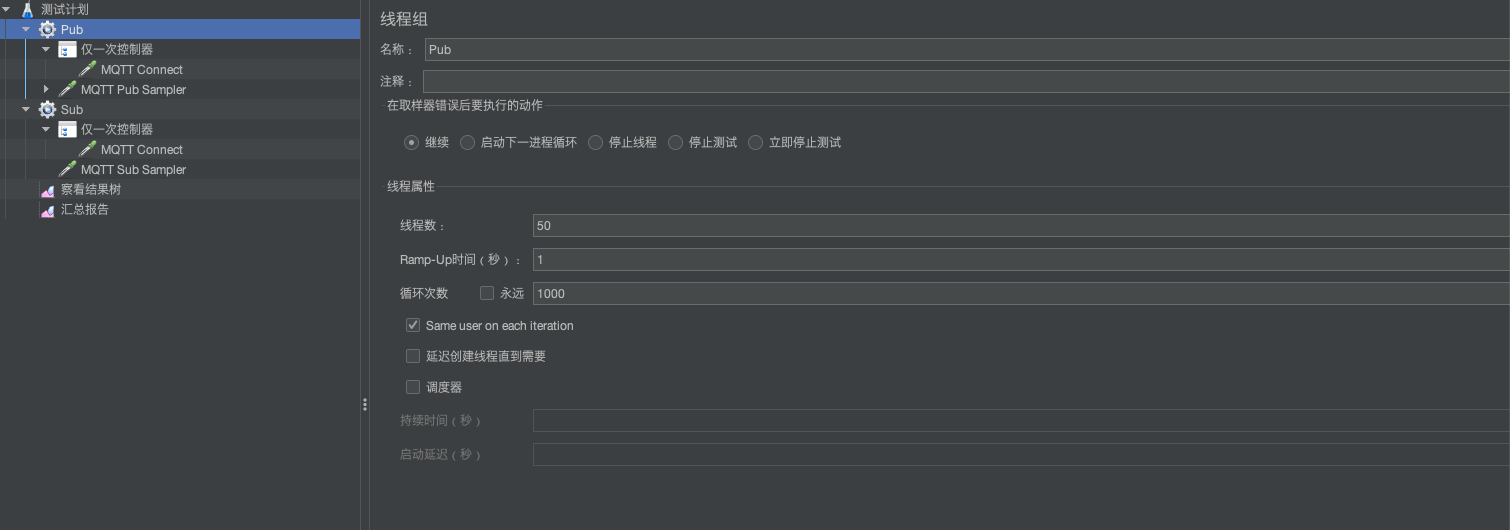 测试计划
Pub
仅一次控制器
MQTT Connect
MQTT Pub Sampler
Sub
仅一次控制器
MQTT Connect
MQTT Sub Sampler
察看结果树
汇总报告
线程组
名称： Pub
注释：
在取样器错误后要执行的动作
继续 启动下一进程循环 停止线程 停止测试 立即停止测试
线程属性
线程数： 50
Ramp-Up时间（秒）： 1
循环次数 永远 1000
Same user on each iteration
延迟创建线程直到需要
调度器
持续时间（秒）
启动延迟（秒）